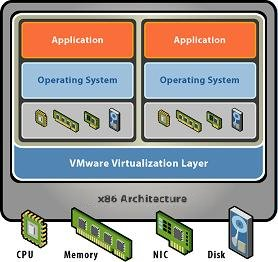 Application Application
Operating System Operating System
VMware Virtualization Layer
x86 Architecture
CPU Memory NIC Disk